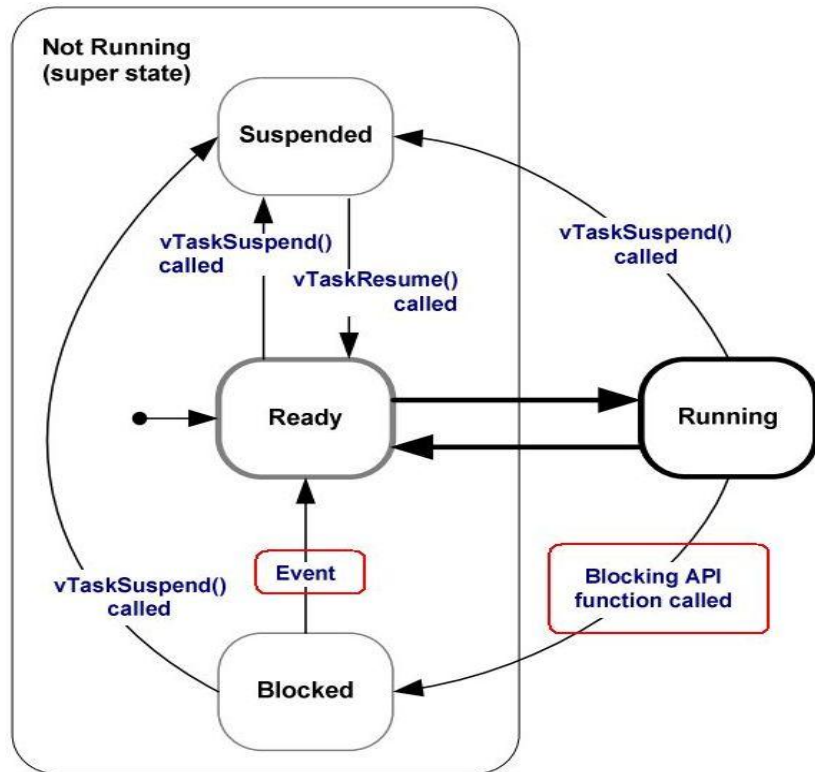 Not Running
(super state)
Suspended
vTaskSuspend()
called
vTaskResume()
called
vTaskSuspend()
called
Ready
Running
Event
vTaskSuspend()
called
Blocking API
function called
Blocked